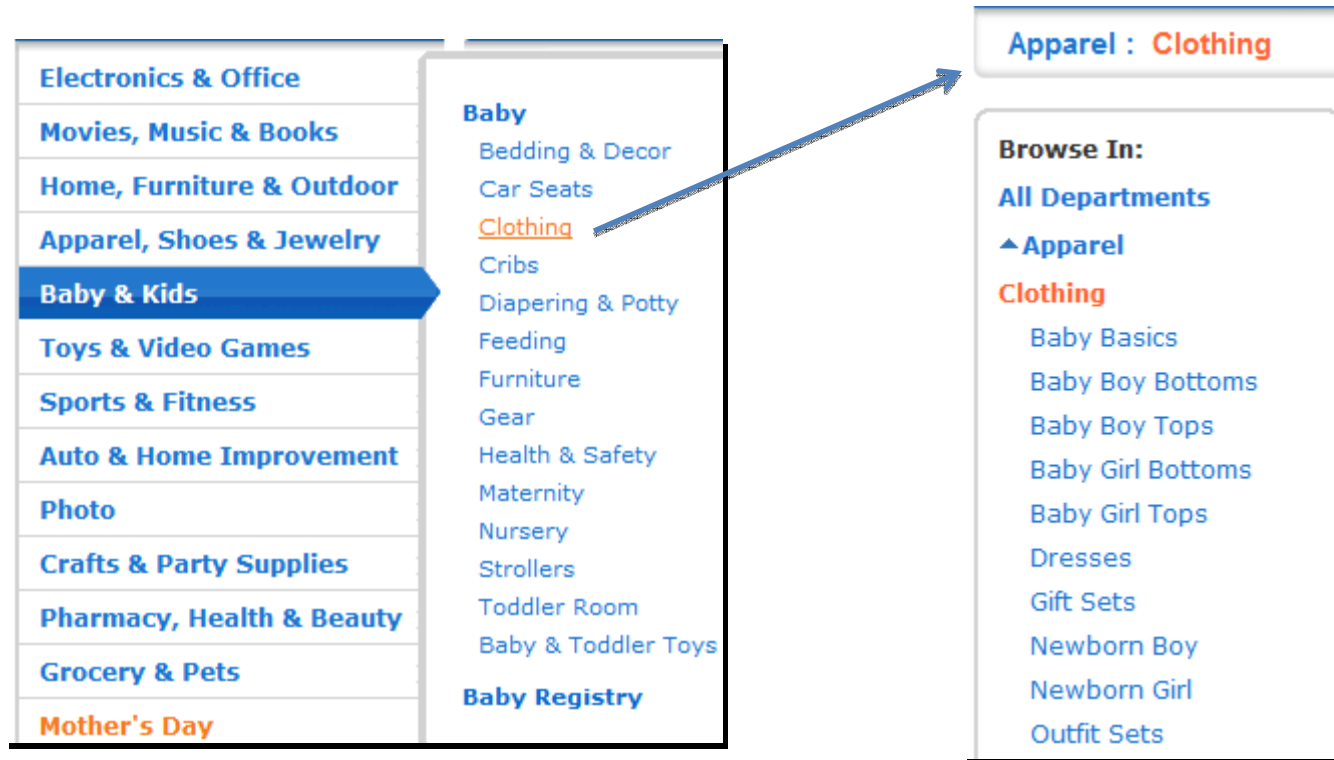 Electronics & Office
Movies, Music & Books
Home, Furniture & Outdoor
Apparel, Shoes & Jewelry
Baby & Kids
Toys & Video Games
Sports & Fitness
Auto & Home Improvement
Photo
Crafts & Party Supplies
Pharmacy, Health & Beauty
Grocery & Pets
Mother's Day
Baby
Bedding & Decor
Car Seats
Clothing
Cribs
Diapering & Potty
Feeding
Furniture
Gear
Health & Safety
Maternity
Nursery
Strollers
Toddler Room
Baby & Toddler Toys
Baby Registry
Apparel : Clothing
Browse In:
All Departments
Apparel
Clothing
Baby Basics
Baby Boy Bottoms
Baby Boy Tops
Baby Girl Bottoms
Baby Girl Tops
Dresses
Gift Sets
Newborn Boy
Newborn Girl
Outfit Sets